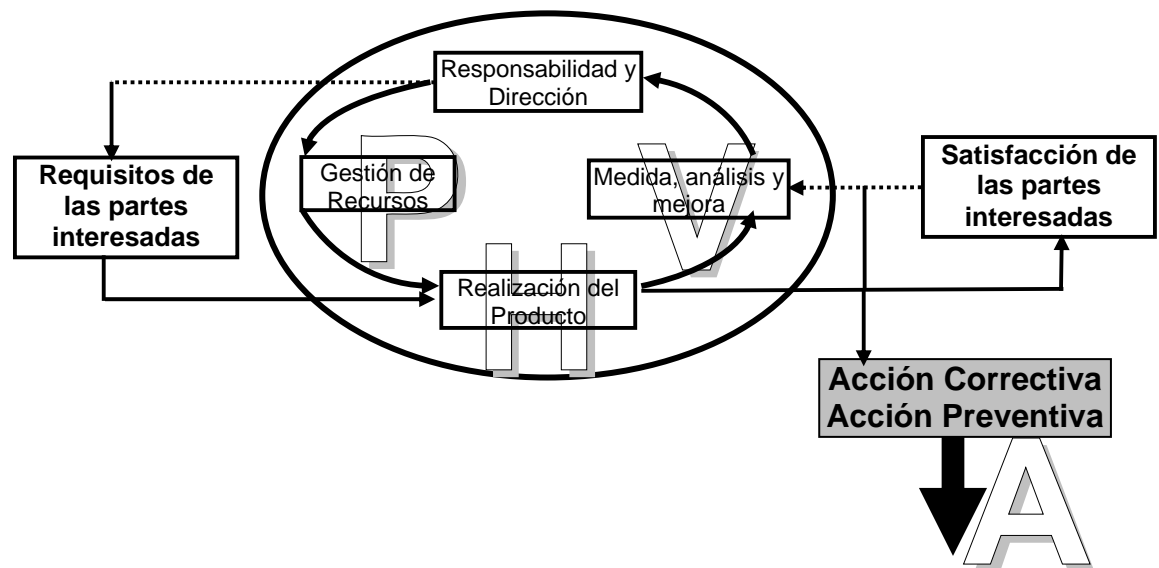 Responsabilidad y
Dirección
Requisitos de
las partes
interesadas
Gestión de
Recursos
P
Medida, análisis y
mejora
V
Satisfacción de
las partes
interesadas
Realización del
Producto
H
Acción Correctiva
Acción Preventiva
A